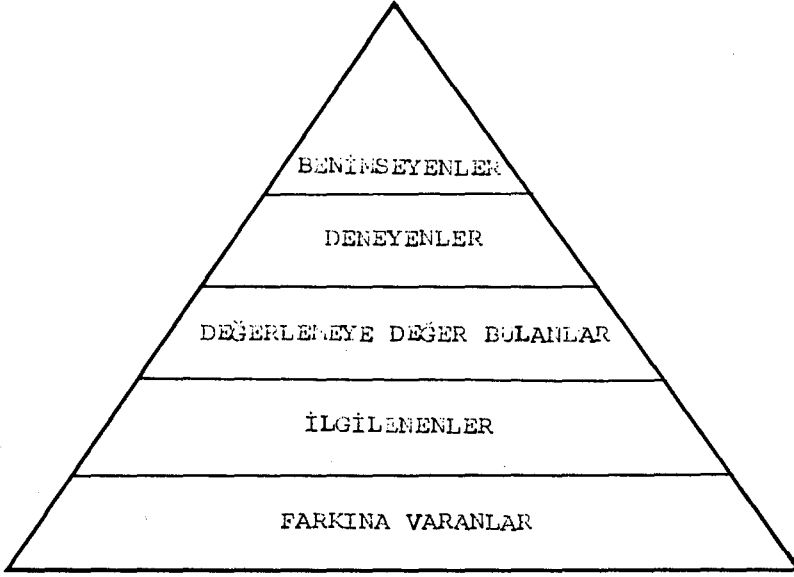 BENİMSEYENLER
DENEYENLER
DEĞERLEMEYE DEĞER BULANLAR
İLGİLENENLER
FARKINA VARANLAR